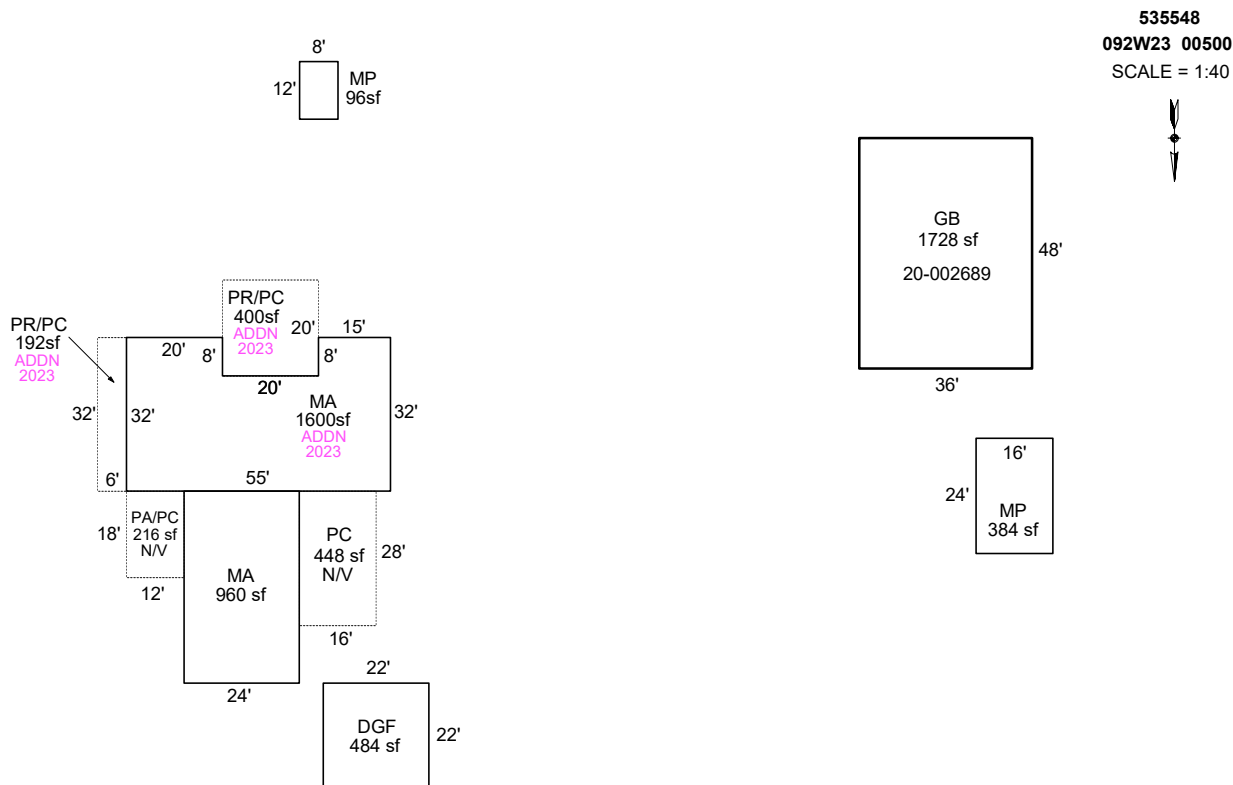 535548
092W23 00500
SCALE = 1:40
8'
12'
MP
96sf
GB
1728 sf
20-002689
48'
36'
PR/PC
400sf
ADDN
2023
20'
15'
PR/PC
192sf
ADDN
2023
20'
8'
8'
20'
32'
32'
MA
1600sf
ADDN
2023
32'
6'
55'
16'
24'
MP
384 sf
18'
PA/PC
216 sf
N/V
12'
MA
960 sf
PC
448 sf
N/V
28'
16'
24'
22'
DGF
484 sf
22'